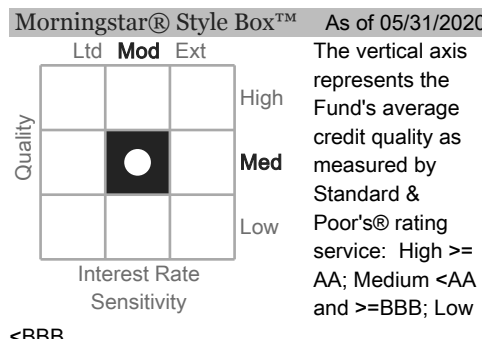 Morningstar® Style Box™ As of 05/31/2020
Ltd Mod Ext
High
Med
Low
Quality
Interest Rate
Sensitivity
The vertical axis
represents the
Fund's average
credit quality as
measured by
Standard &
Poor's® rating
service: High >=
AA; Medium <AA
and >=BBB; Low
<BBB